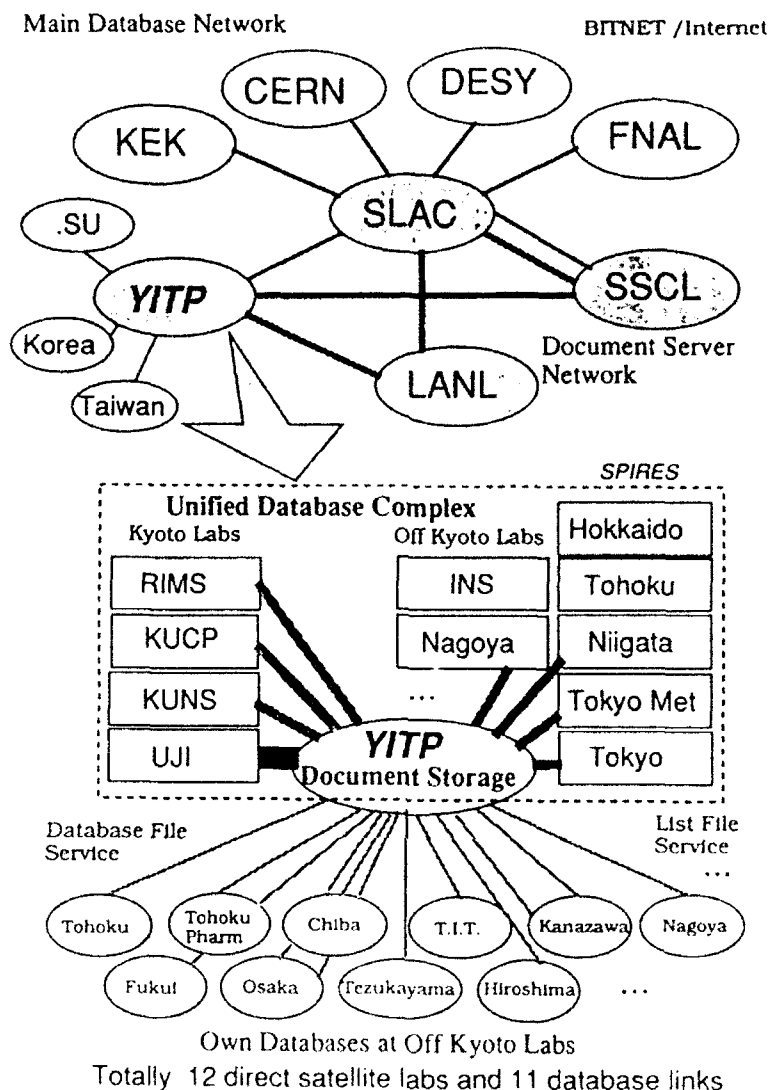 Main Database Network
BITNET /Internet
CERN
DESY
KEK
FNAL
SLAC
.SU
YITP
SSCL
Korea
Document Server
Network
LANL
Taiwan
SPIRES
Unified Database Complex
Kyoto Labs
Off Kyoto Labs
Hokkaido
RIMS
INS
Tohoku
KUCP
Nagoya
Niigata
KUNS
...
Tokyo Met
UJI
YITP
Document Storage
Tokyo
Database File
Service
List File
Service
...
Tohoku
Tohoku
Pharm
Chiba
T.I.T.
Kanazawa
Nagoya
Fukui
Osaka
Tezukayama
Hiroshima
...
Own Databases at Off Kyoto Labs
Totally 12 direct satellite labs and 11 database links